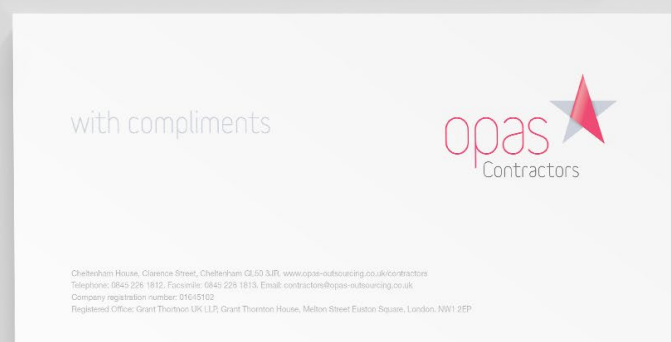 with compliments
opas
Contractors
Cheltenham House, Clarence Street, Cheltenham GL50 3JR. www.opas-outsourcing.co.uk/contractors
Telephone: 0845 226 1812. Facsimile: 0845 226 1813. Email: contractors@opas-outsourcing.co.uk
Company registration number: 01645102
Registered Office: Grant Thornton UK LLP, Grant Thornton House, Melton Street Euston Square, London, NW1 2EP